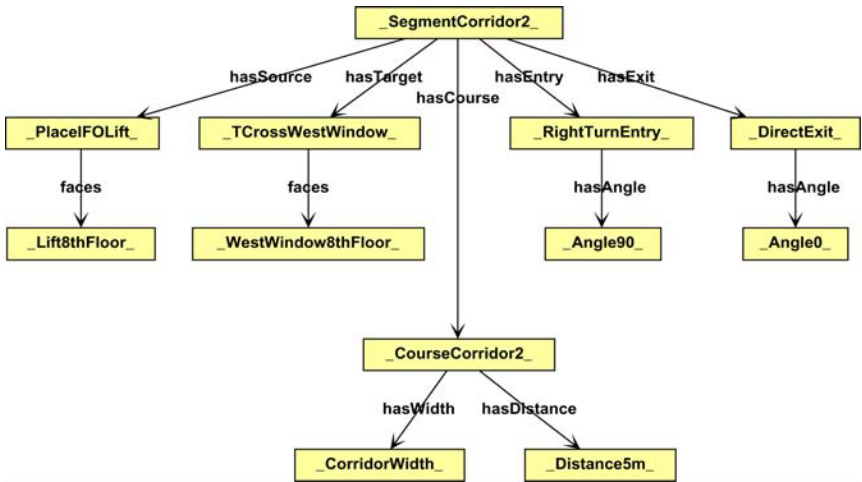 _SegmentCorridor2_
hasSource
hasTarget
hasCourse
hasEntry
hasExit
_PlaceIFOLift_
_TCrossWestWindow_
_RightTurnEntry_
_DirectExit_
faces
faces
hasAngle
hasAngle
_Lift8thFloor_
_WestWindow8thFloor_
_Angle90_
_Angle0_
_CourseCorridor2_
hasWidth
hasDistance
_CorridorWidth_
_Distance5m_